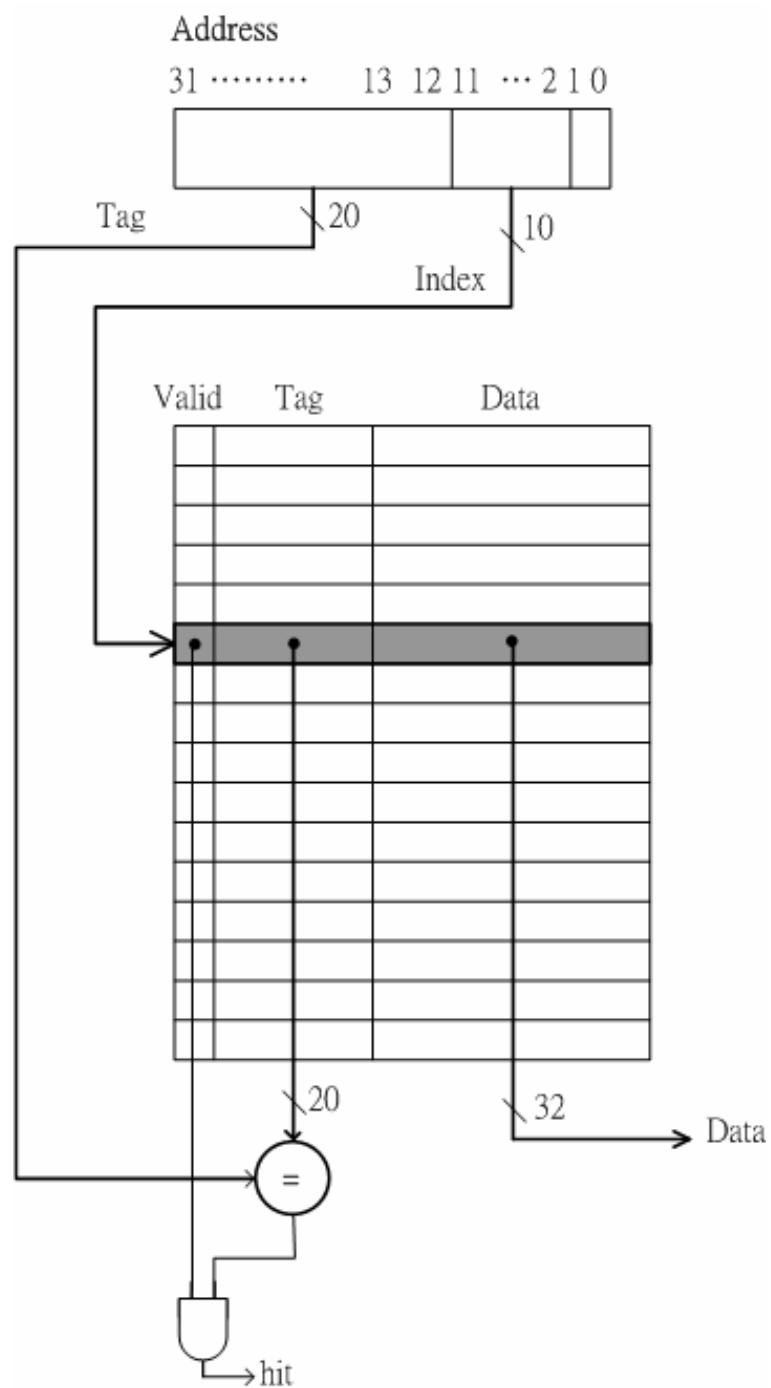 Address
31 ········· 13 12 11 ··· 2 1 0
Tag
20
10
Index
Valid Tag Data
20
32
Data
=
hit